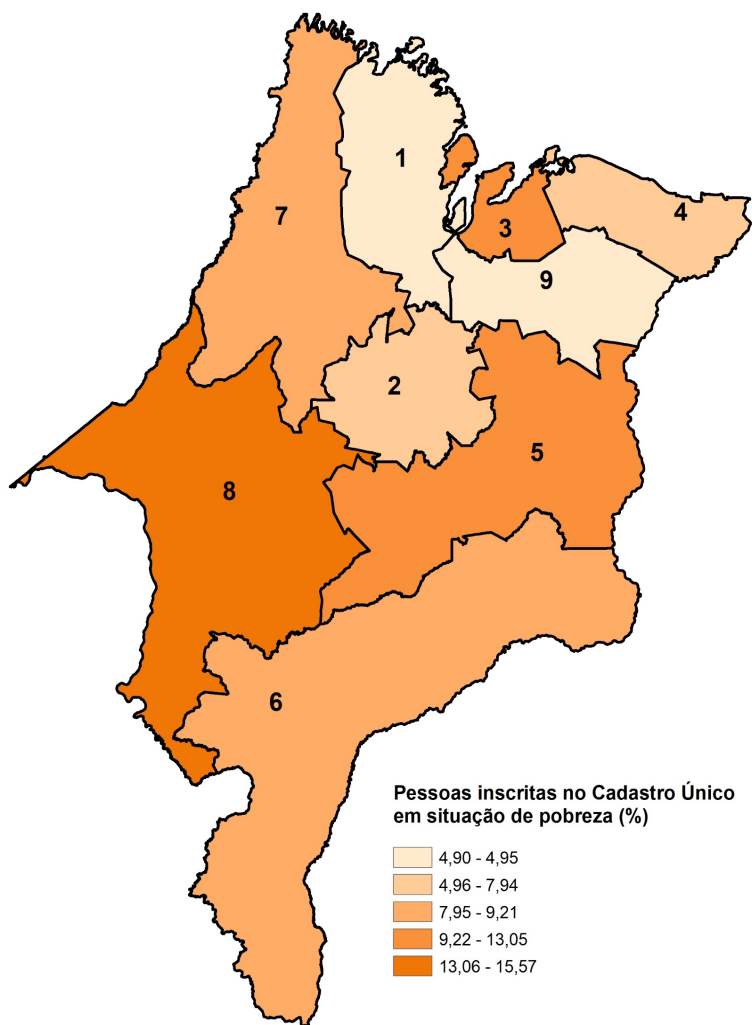 1
7
3
4
9
2
5
8
6
Pessoas inscritas no Cadastro Único
em situação de pobreza (%)
4,90 - 4,95
4,96 - 7,94
7,95 - 9,21
9,22 - 13,05
13,06 - 15,57